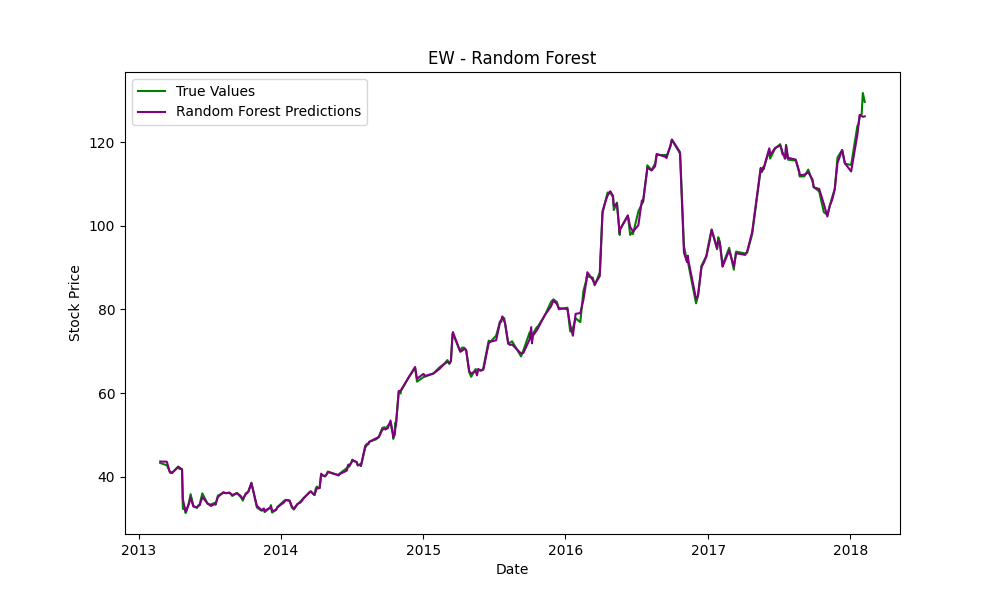 EW - Random Forest
True Values
Random Forest Predictions
120
100
80
60
40
Stock Price
2013 2014 2015 2016 2017 2018
Date